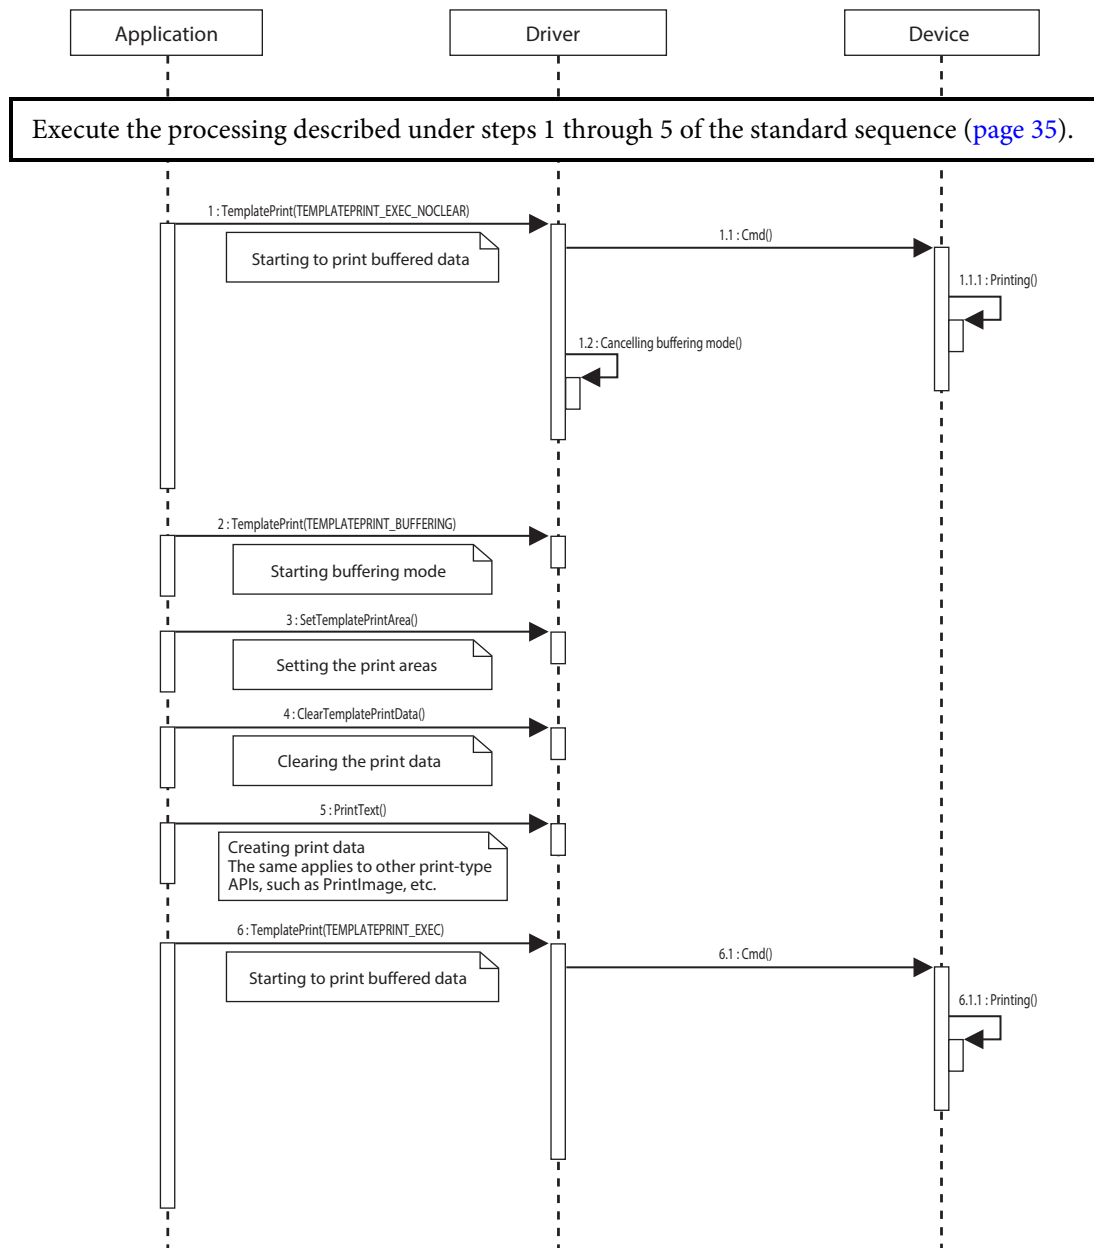 Application
Driver
Device
Execute the processing described under steps 1 through 5 of the standard sequence (page 35).
1 : TemplatePrint(TEMPLATEPRINT_EXEC_NOCLEAR)
Starting to print buffered data
1.1 : Cmd()
1.1.1 : Printing()
1.2 : Cancelling buffering mode()
2 : TemplatePrint(TEMPLATEPRINT_BUFFERING)
Starting buffering mode
3 : SetTemplatePrintArea()
Setting the print areas
4 : ClearTemplatePrintData()
Clearing the print data
5 : PrintText()
Creating print data
The same applies to other print-type
APIs, such as PrintImage, etc.
6 : TemplatePrint(TEMPLATEPRINT_EXEC)
Starting to print buffered data
6.1 : Cmd()
6.1.1 : Printing()